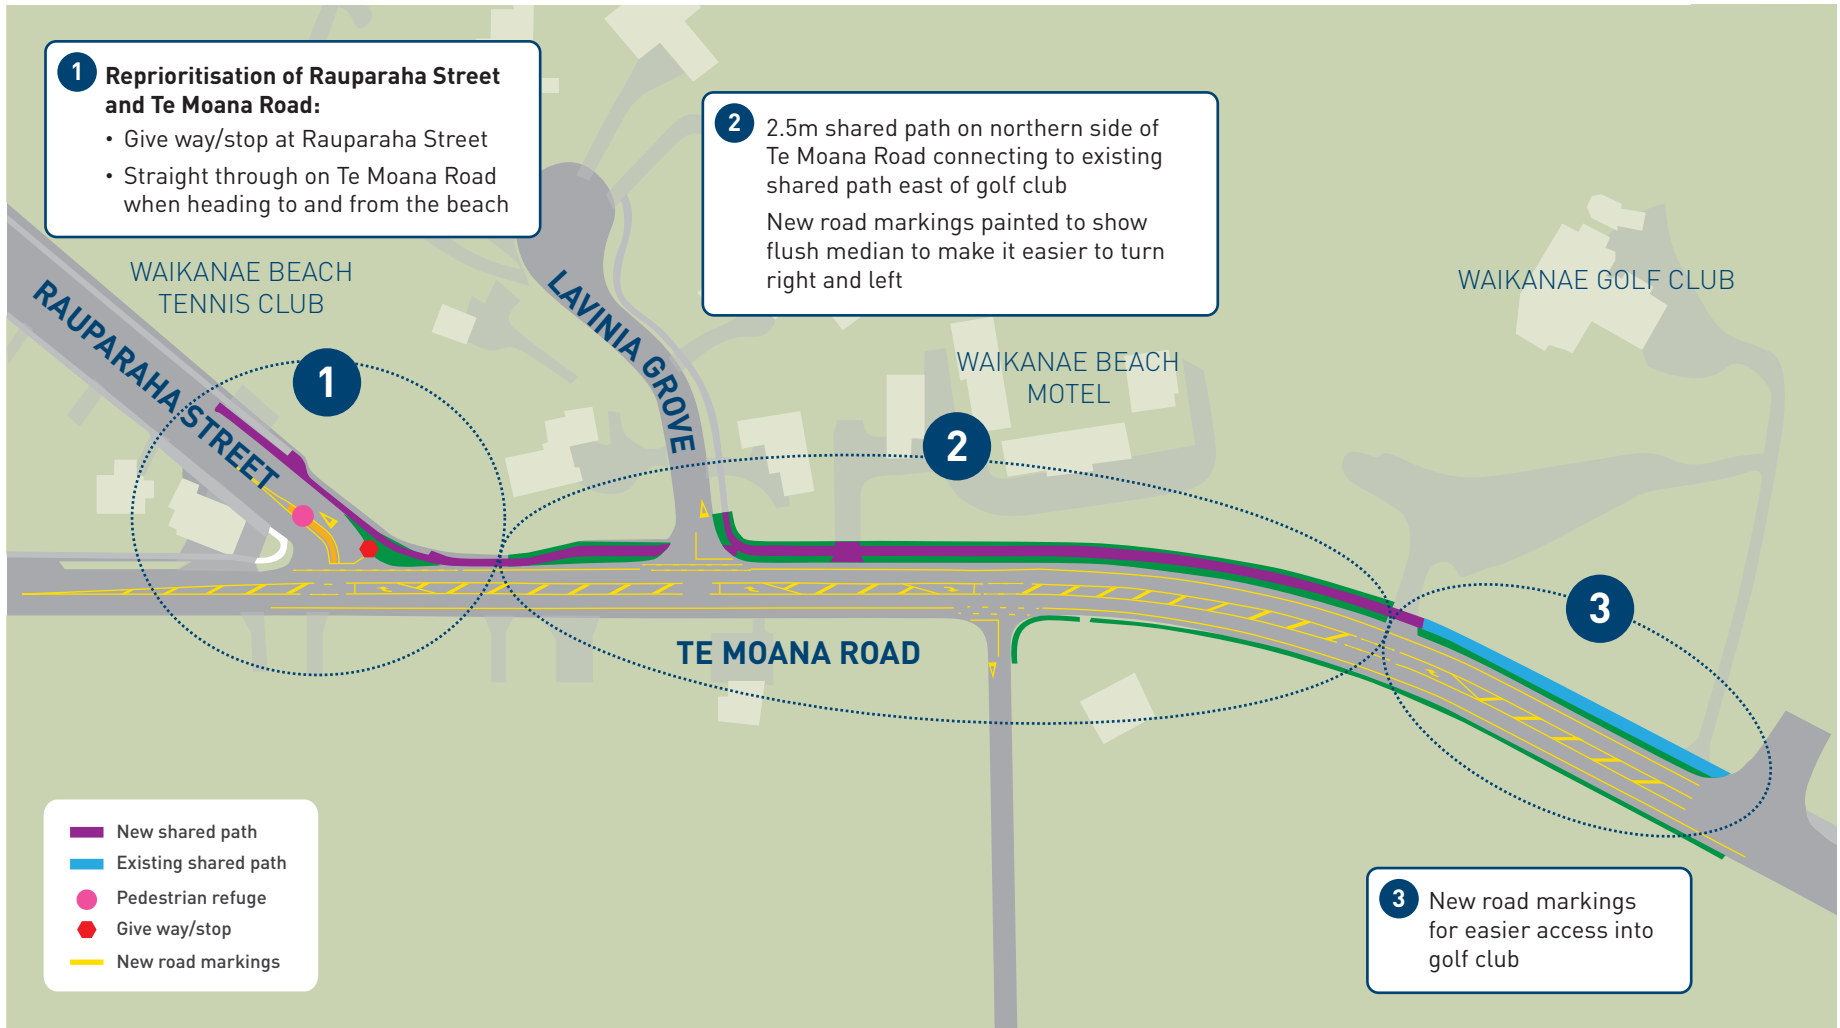 1 Reprioritisation of Rauparaha Street
and Te Moana Road:
• Give way/stop at Rauparaha Street
• Straight through on Te Moana Road
when heading to and from the beach
2 2.5m shared path on northern side of
Te Moana Road connecting to existing
shared path east of golf club
New road markings painted to show
flush median to make it easier to turn
right and left
WAIKANAE BEACH
TENNIS CLUB
RAUPARAHA STREET
LAVINIA GROVE
WAIKANAE GOLF CLUB
WAIKANAE BEACH
MOTEL
1
2
3
TE MOANA ROAD
New shared path
Existing shared path
Pedestrian refuge
Give way/stop
New road markings
3 New road markings
for easier access into
golf club